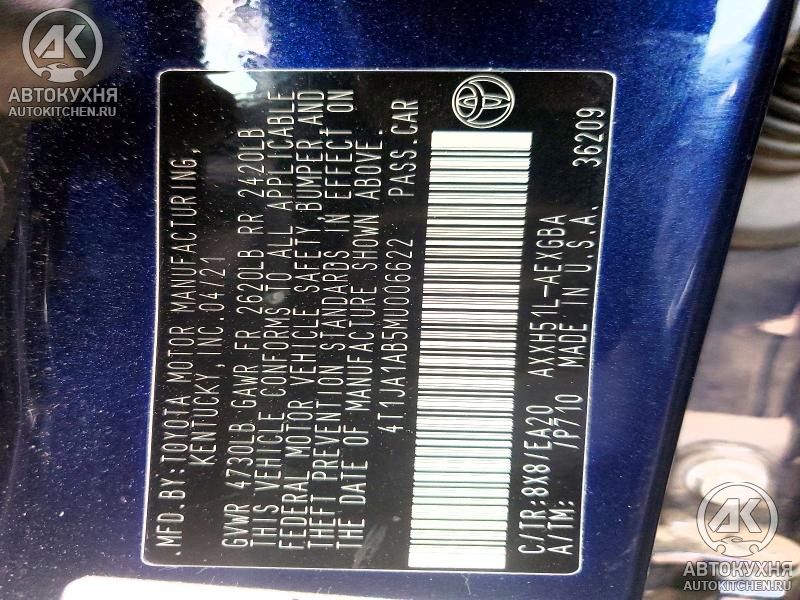 AK
АВТОКУХНЯ
AUTOKITCHEN.RU
MFD.BY: TOYOTA MOTOR MANUFACTURING,
KENTUCKY, INC. 04/21
GVWR 4730LB GAWR FR 2620LB RR 2420LB
THIS VEHICLE CONFORMS TO ALL APPLICABLE
FEDERAL MOTOR VEHICLE SAFETY, BUMPER, AND
THEFT PREVENTION STANDARDS IN EFFECT ON
THE DATE OF MANUFACTURE SHOWN ABOVE.
4T1JA1AB5MU006622 PASS.CAR
C/TR:8X8/EA20 AXXH51L-AEXGBA
A/TM: /P710 MADE IN U.S.A. 36209
AK
АВТОКУХНЯ
AUTOKITCHEN.RU